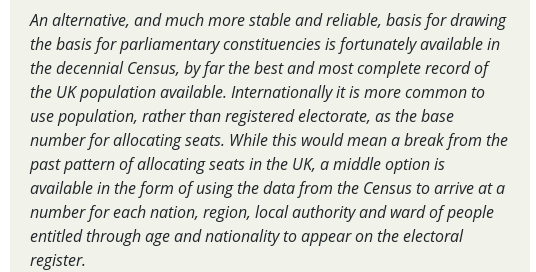 An alternative, and much more stable and reliable, basis for drawing
the basis for parliamentary constituencies is fortunately available in
the decennial Census, by far the best and most complete record of
the UK population available. Internationally it is more common to
use population, rather than registered electorate, as the base
number for allocating seats. While this would mean a break from the
past pattern of allocating seats in the UK, a middle option is
available in the form of using the data from the Census to arrive at a
number for each nation, region, local authority and ward of people
entitled through age and nationality to appear on the electoral
register.